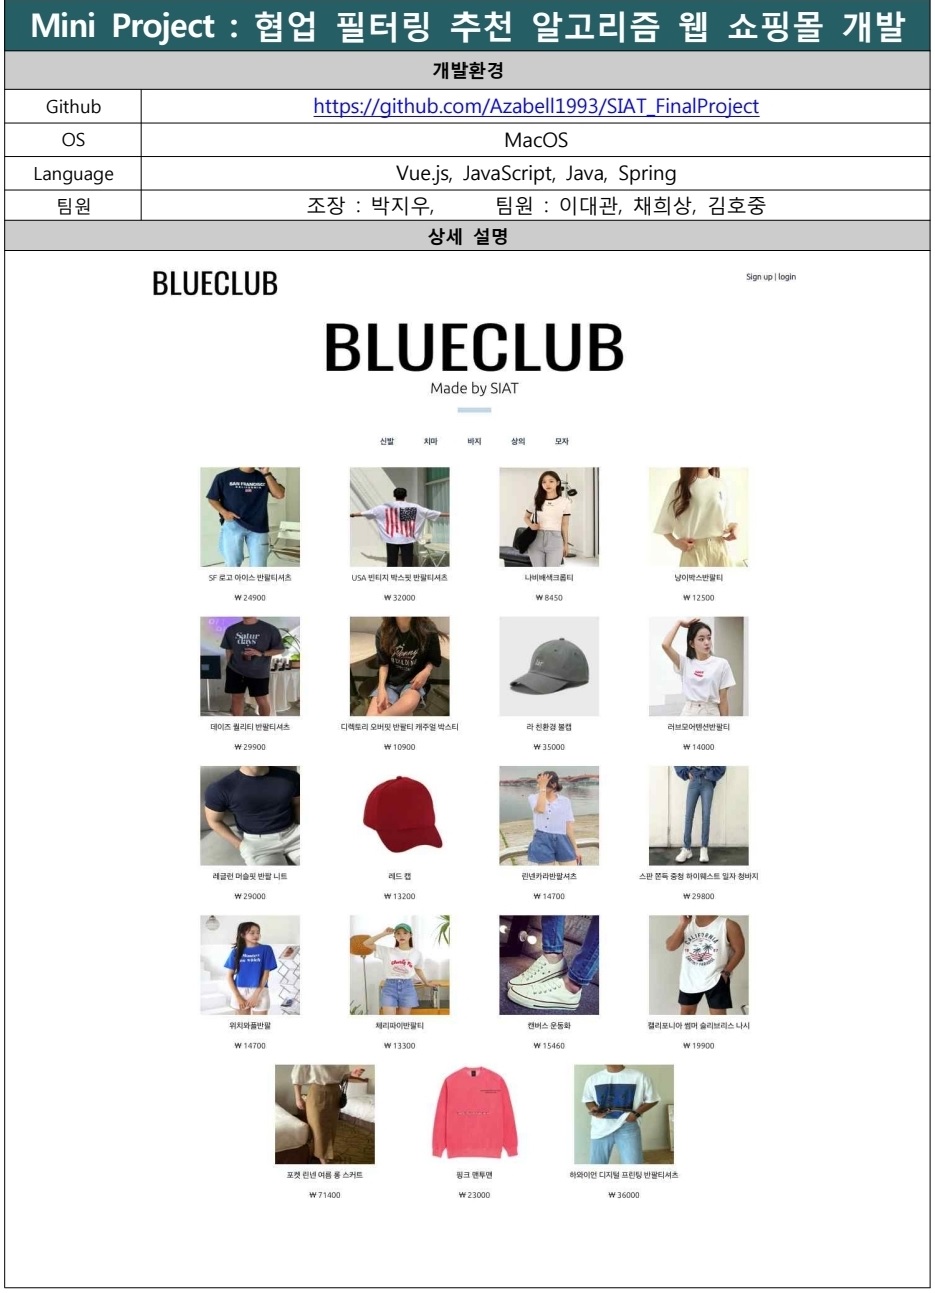 Mini Project : 협업 필터링 추천 알고리즘 웹 쇼핑몰 개발
개발환경
Github https://github.com/Azabell1993/SIAT_FinalProject
OS MacOS
Language Vue.js, JavaScript, Java, Spring
팀원 조장 : 박지우, 팀원 : 이대관, 채희상, 김호중
상세 설명
BLUECLUB Sign up | login
BLUECLUB
Made by SIAT
신발 치마 바지 상의 모자
SAN FRANCISCO
CALIFORNIA
SF 로고 아이스 반팔티셔츠 USA 빈티지 박스핏 반팔티셔츠 나비배색크롭티 냥이박스반팔티
₩ 24900 ₩ 32000 ₩ 8450 ₩ 12500
Satur
days
데이즈 퀄리티 반팔티셔츠 디렉토리 오버핏 반팔티 캐주얼 박스티 라 친환경 볼캡 러브모어텐션반팔티
₩ 29900 ₩ 10900 ₩ 35000 ₩ 14000
레글런 머슬핏 반팔 니트 레드 캡 린넨카라반팔셔츠 스판 쫀득 중청 하이웨스트 일자 청바지
₩ 29000 ₩ 13200 ₩ 14700 ₩ 29800
CALIFORNIA
위치와플반팔 체리파이반팔티 캔버스 운동화 캘리포니아 썸머 슬리브리스 나시
₩ 14700 ₩ 13300 ₩ 15460 ₩ 19900
포켓 린넨 여름 롱 스커트 핑크 맨투맨 하와이언 디지털 프린팅 반팔티셔츠
₩ 71400 ₩ 23000 ₩ 36000